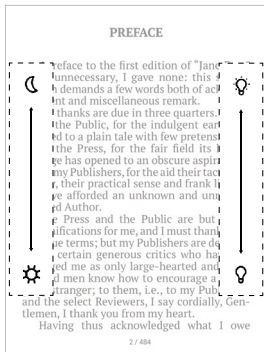 PREFACE
reface to the first edition of "Jane
unnecessary, I gave none: this
demands a few words both of ack
nt and miscellaneous remark.
thanks are due in three quarters.
the Public, for the indulgent ear
ed to a plain tale with few pretens
the Press, for the fair field its
e has opened to an obscure aspir
my Publishers, for the aid their tac
, their practical sense and frank li
ve afforded an unknown and unr
d Author.
e Press and the Public are but
ifications for me, and I must thank
ue terms; but my Publishers are de
certain generous critics who ha
ed me as only large-hearted and
d men know how to encourage a
tranger; to them, i.e., to my Pub
and the select Reviewers, I say cordially, Gen-
tlemen, I thank you from my heart.
Having thus acknowledged what I owe
2 / 484